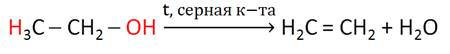 H₃C − CH₂ − OH t, серная к−та → H₂C = CH₂ + H₂O